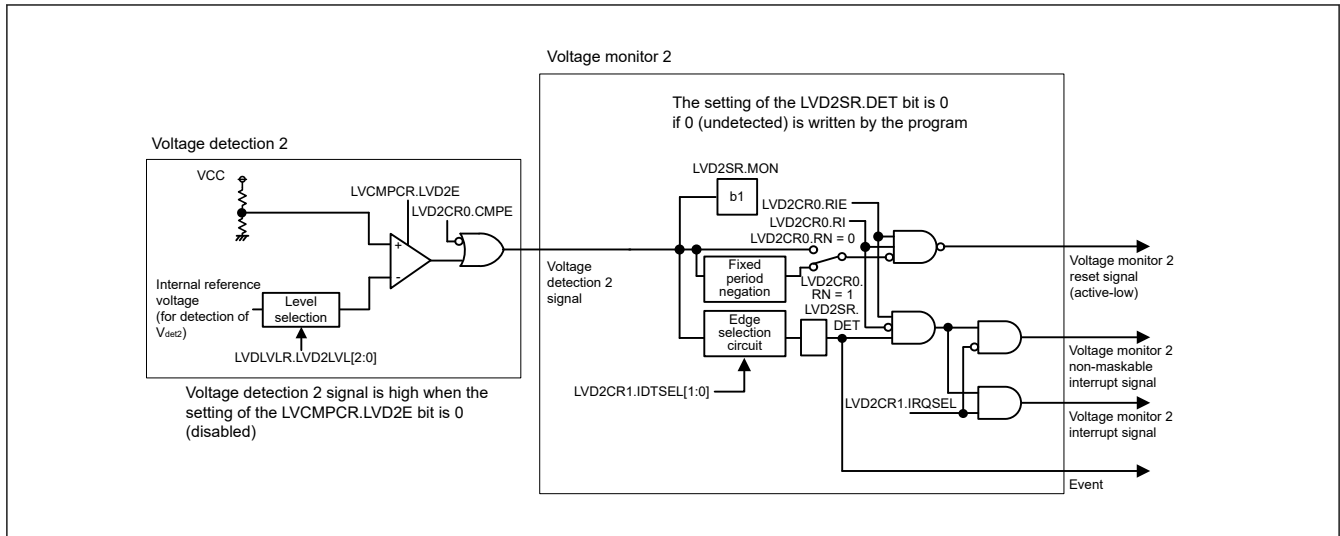 Voltage monitor 2
The setting of the LVD2SR.DET bit is 0
if 0 (undetected) is written by the program
Voltage detection 2
VCC
LVCMPCR.LVD2E
LVD2CR0.CMPE
+
-
Internal reference
voltage
(for detection of
Vdet2)
Level
selection
LVDLVLR.LVD2LVL[2:0]
Voltage detection 2 signal is high when the
setting of the LVCMPCR.LVD2E bit is 0
(disabled)
Voltage
detection 2
signal
LVD2SR.MON
b1
LVD2CR0.RIE
LVD2CR0.RI
LVD2CR0.RN = 0
Fixed
period
negation
LVD2CR0.
RN = 1
LVD2SR.
DET
Edge
selection
circuit
LVD2CR1.IDTSEL[1:0]
LVD2CR1.IRQSEL
Voltage monitor 2
reset signal
(active-low)
Voltage monitor 2
non-maskable
interrupt signal
Voltage monitor 2
interrupt signal
Event